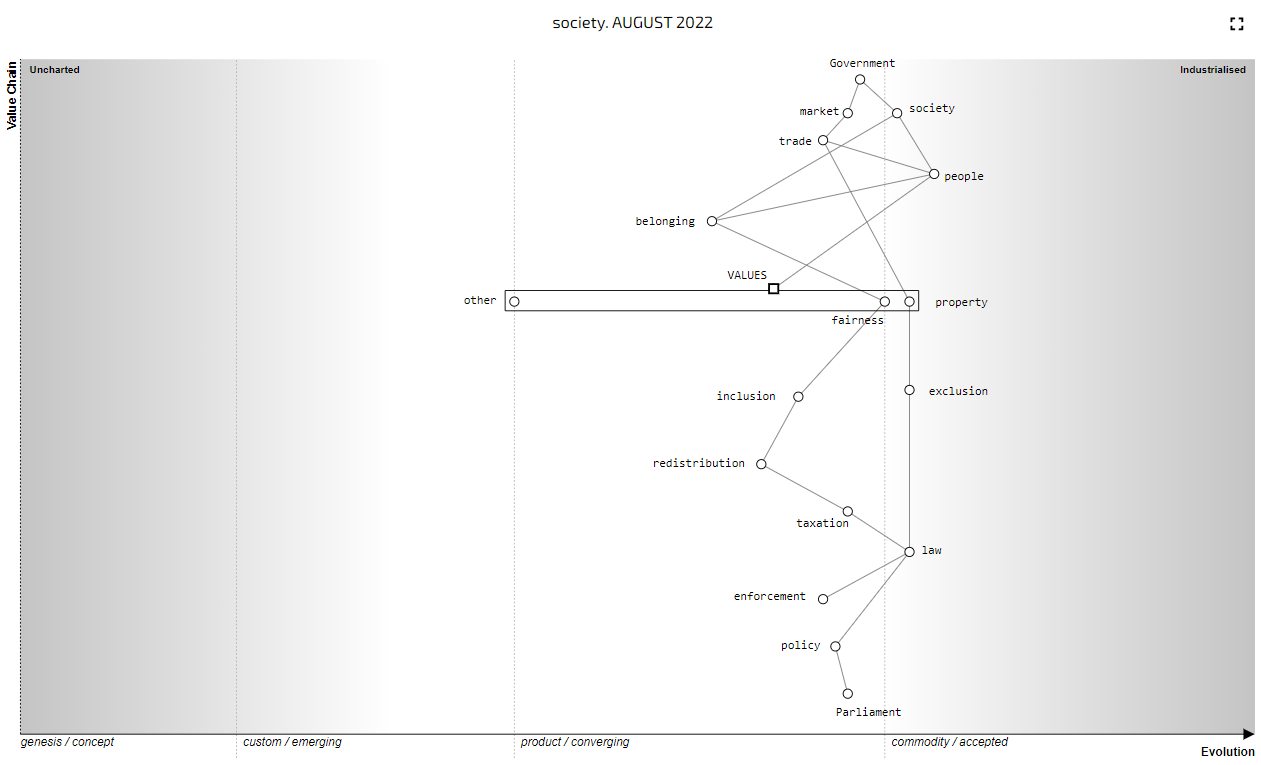 society. AUGUST 2022
Value Chain
Uncharted
Industrialised
Government
market
society
trade
people
belonging
VALUES
other
property
fairness
inclusion
exclusion
redistribution
taxation
law
enforcement
policy
Parliament
genesis / concept
custom / emerging
product / converging
commodity / accepted
Evolution